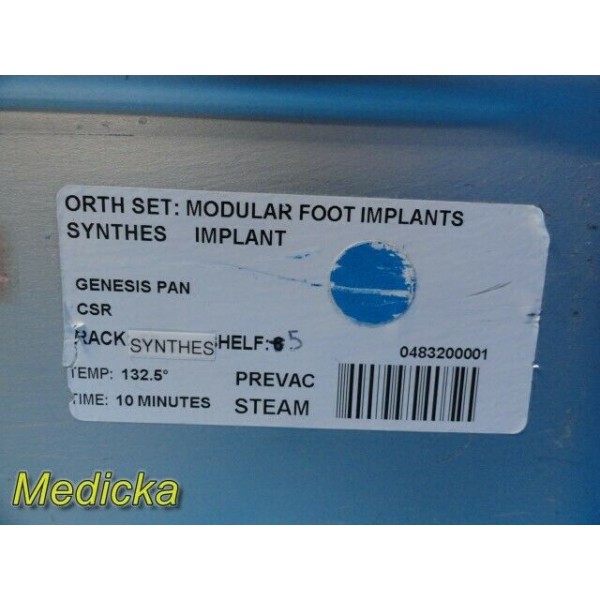 ORTH SET: MODULAR FOOT IMPLANTS
SYNTHES IMPLANT
GENESIS PAN
CSR
RACK SYNTHES HELF: 5
0483200001
TEMP: 132.5° PREVAC
TIME: 10 MINUTES STEAM
Medicka